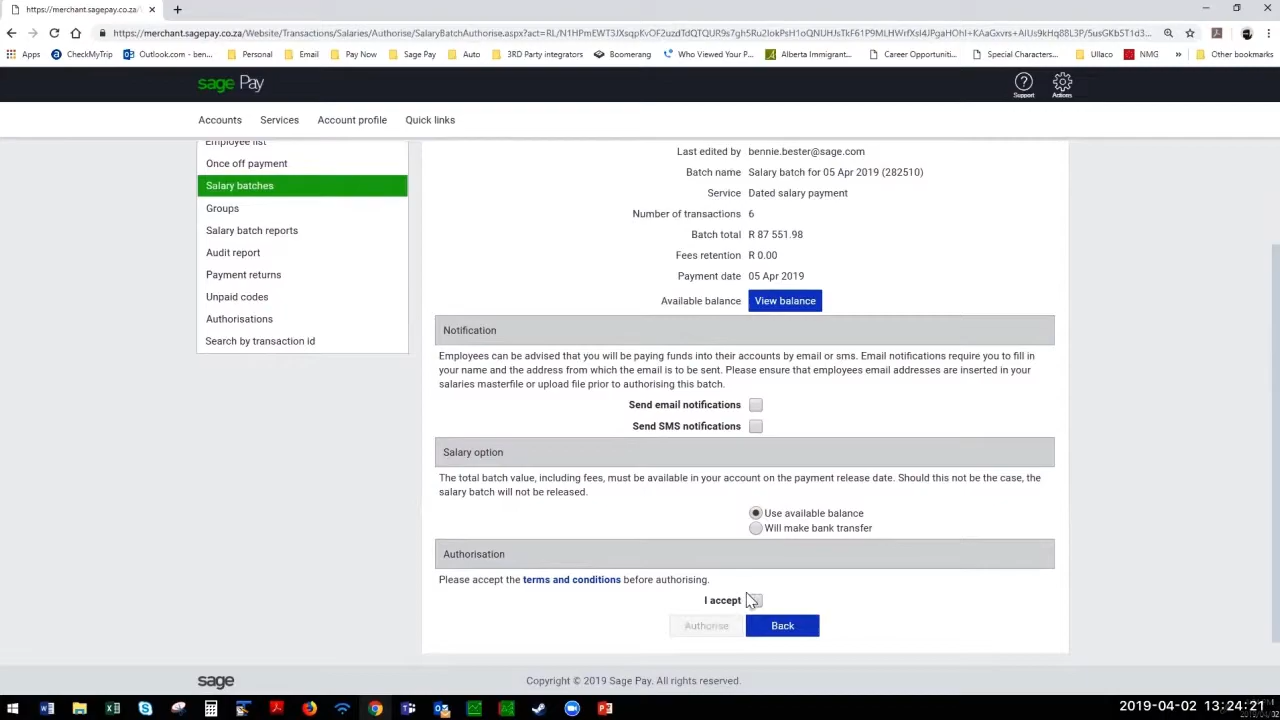 https://merchant.sagepay.co.za/
https://merchant.sagepay.co.za/Website/Transactions/Salaries/Authorise/SalaryBatchAuthorise.aspx?act=
Apps CheckMyTrip Outlook.com - ben... Personal Email Pay Now Sage Pay Auto 3RD Party integrators Boomerang Who Viewed Your P... Alberta Immigrant... Career Opportuniti... Special Characters... Ullaco NMG » Other bookmarks
sage Pay
Support Actions
Accounts Services Account profile Quick links
Employee list
Once off payment
Salary batches
Groups
Salary batch reports
Audit report
Payment returns
Unpaid codes
Authorisations
Search by transaction id
Last edited by bennie.bester@sage.com
Batch name Salary batch for 05 Apr 2019 (282510)
Service Dated salary payment
Number of transactions 6
Batch total R 87 551.98
Fees retention R 0.00
Payment date 05 Apr 2019
Available balance View balance
Notification
Employees can be advised that you will be paying funds into their accounts by email or sms. Email notifications require you to fill in
your name and the address from which the email is to be sent. Please ensure that employees email addresses are inserted in your
salaries masterfile or upload file prior to authorising this batch.
Send email notifications
Send SMS notifications
Salary option
The total batch value, including fees, must be available in your account on the payment release date. Should this not be the case, the
salary batch will not be released.
Use available balance
Will make bank transfer
Authorisation
Please accept the terms and conditions before authorising.
I accept
Authorise Back
sage Copyright © 2019 Sage Pay. All rights reserved.
2019-04-02 13:24:21